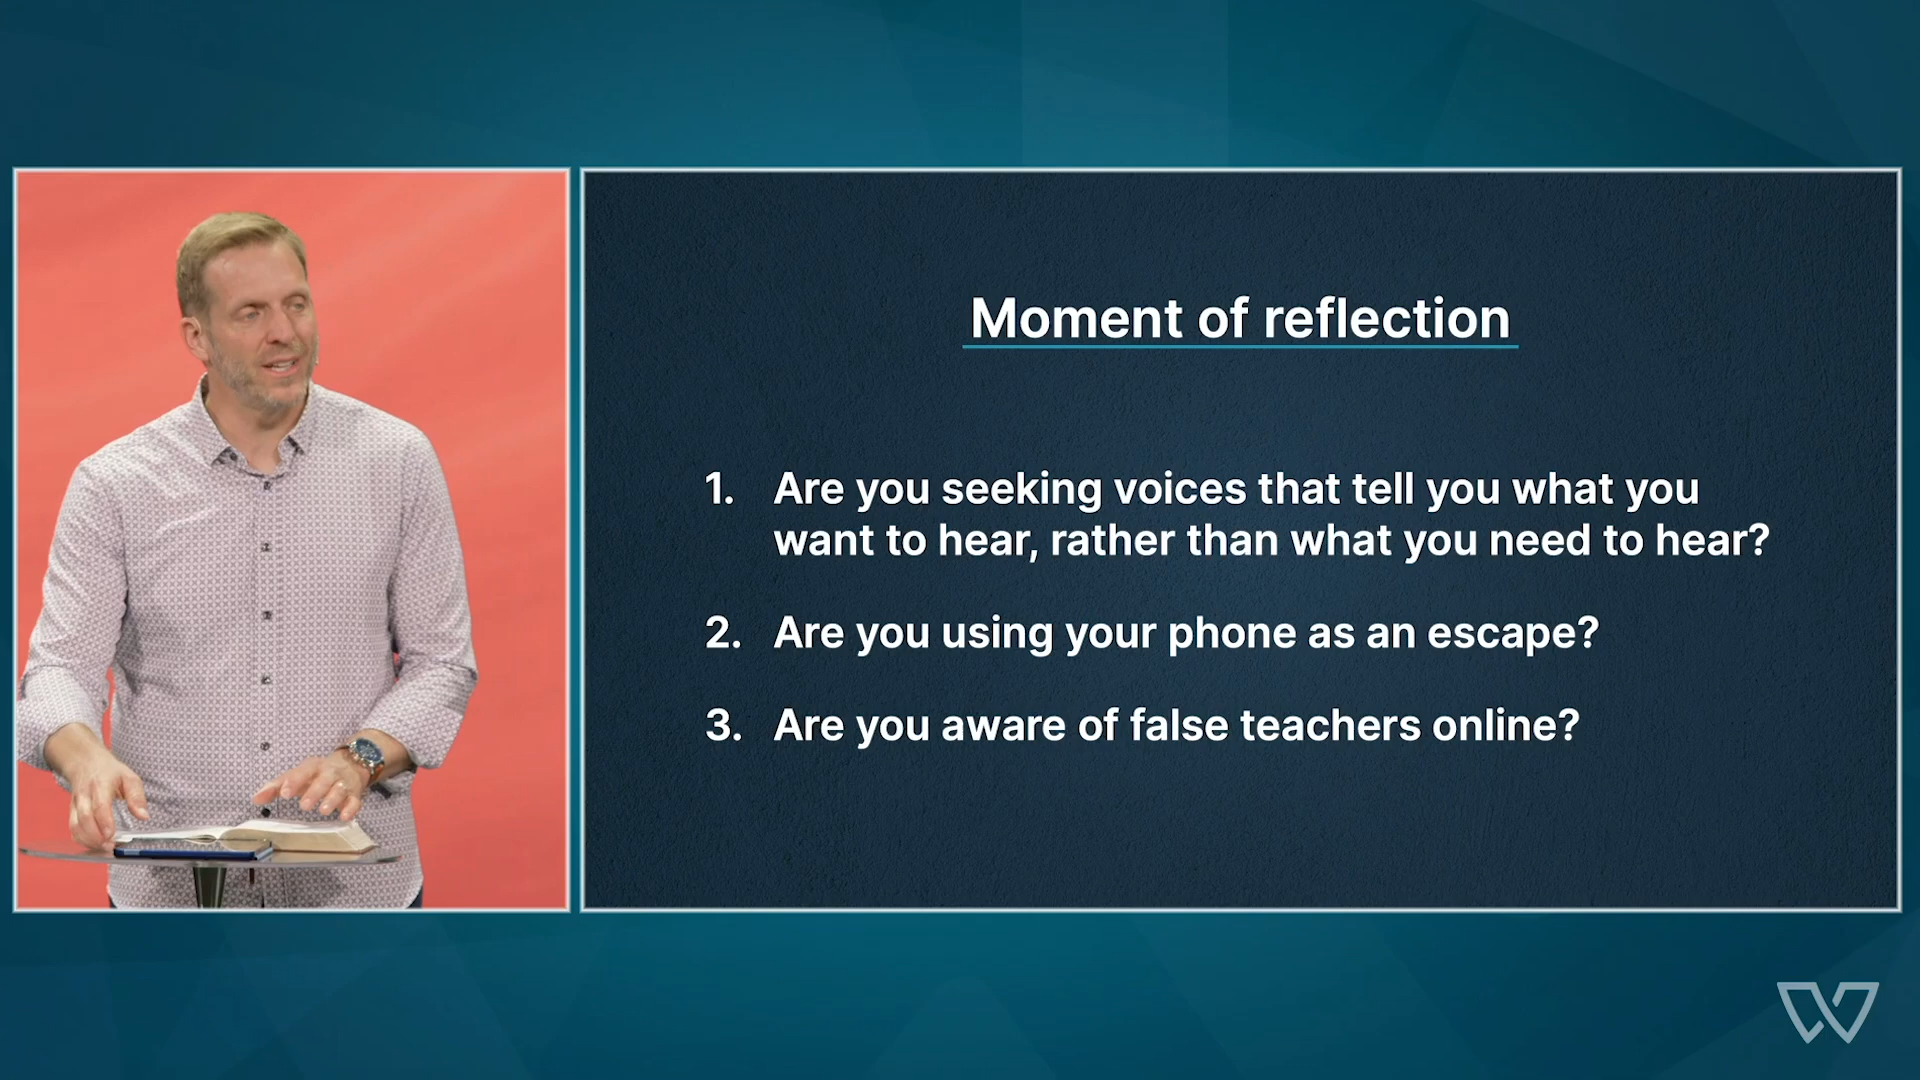 Moment of reflection
1. Are you seeking voices that tell you what you
want to hear, rather than what you need to hear?
2. Are you using your phone as an escape?
3. Are you aware of false teachers online?